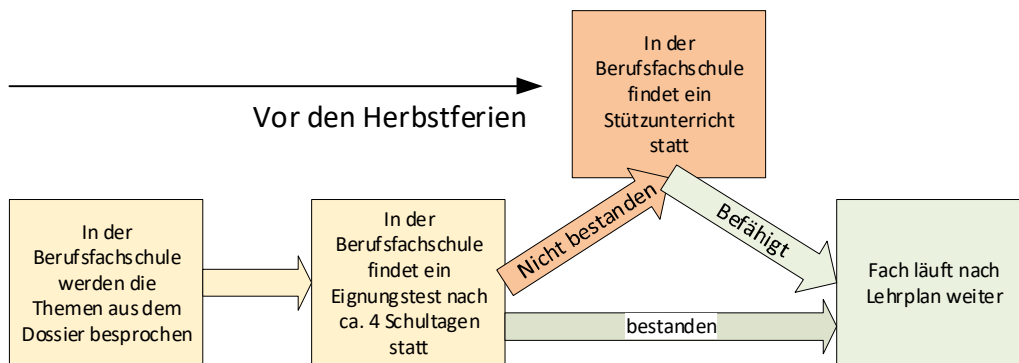 In der
Berufsfachschule
findet ein
Stützunterricht
statt
Vor den Herbstferien
In der
Berufsfachschule
werden die
Themen aus dem
Dossier besprochen
In der
Berufsfachschule
findet ein
Eignungstest nach
ca. 4 Schultagen
statt
Nicht bestanden
Befähigt
bestanden
Fach läuft nach
Lehrplan weiter